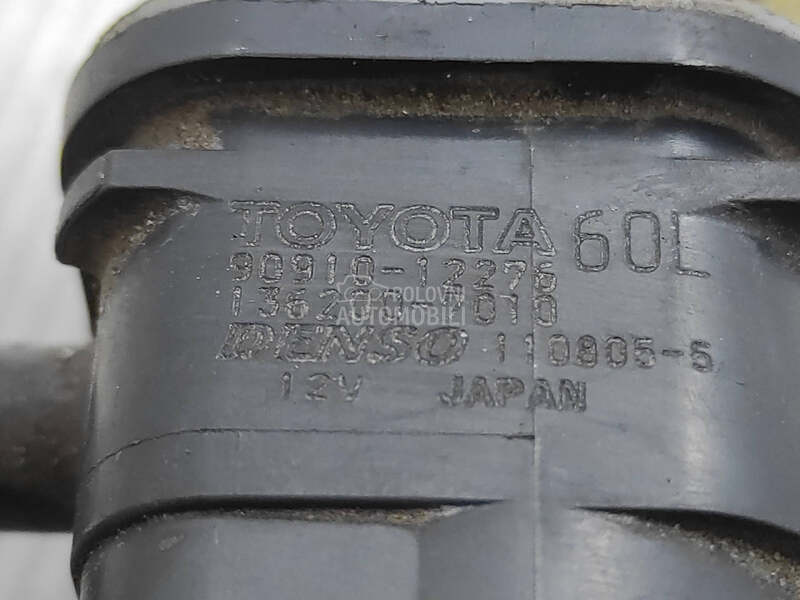 TOYOTA 60L
90910-12276
DENSO 110805-5
12V JAPAN
POLOVNI
AUTOMOBILI